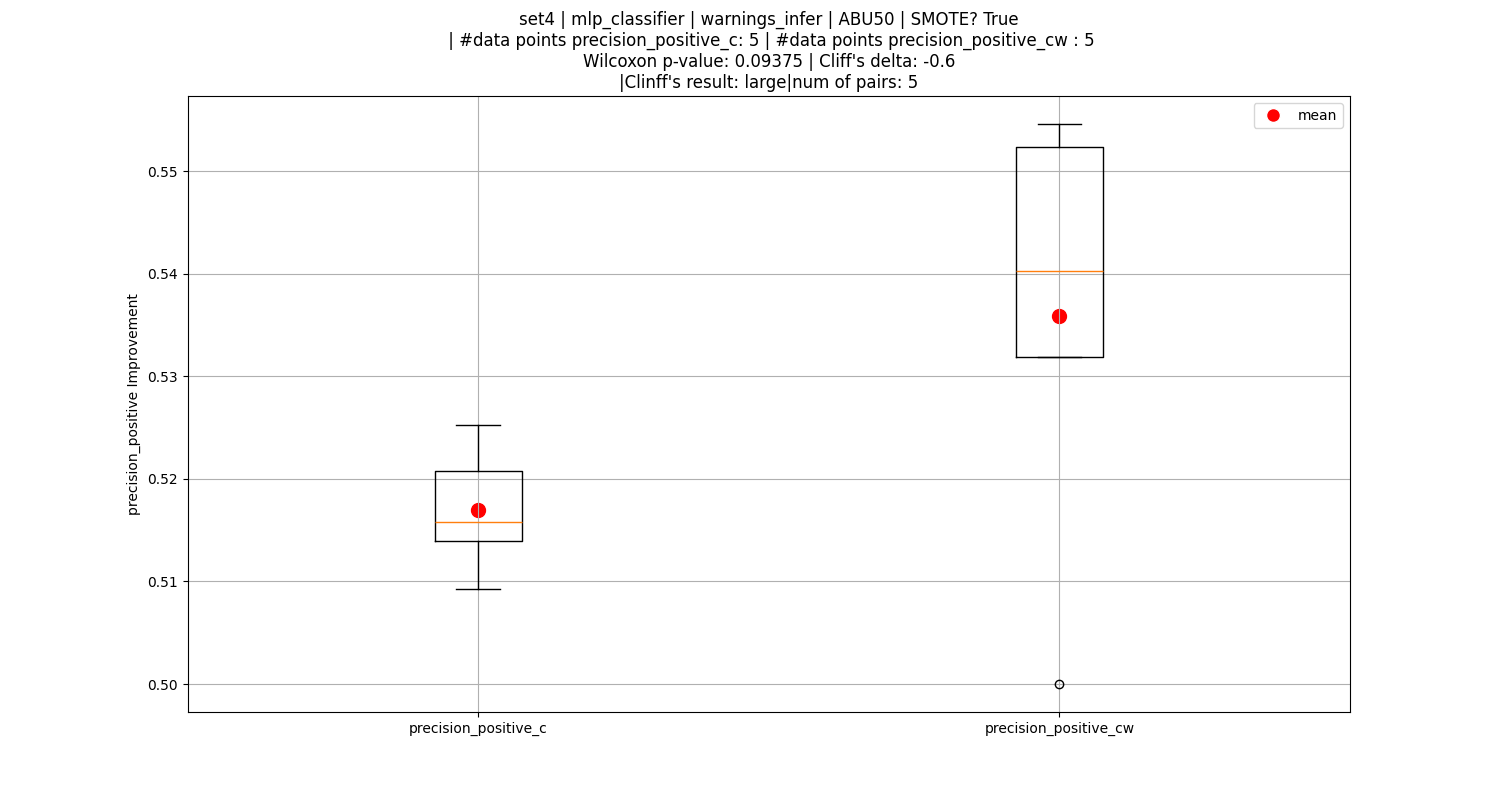 set4 | mlp_classifier | warnings_infer | ABU50 | SMOTE? True
| #data points precision_positive_c: 5 | #data points precision_positive_cw : 5
Wilcoxon p-value: 0.09375 | Cliff's delta: -0.6
|Clinff's result: large|num of pairs: 5
mean
precision_positive Improvement
0.55
0.54
0.53
0.52
0.51
0.50
precision_positive_c
precision_positive_cw